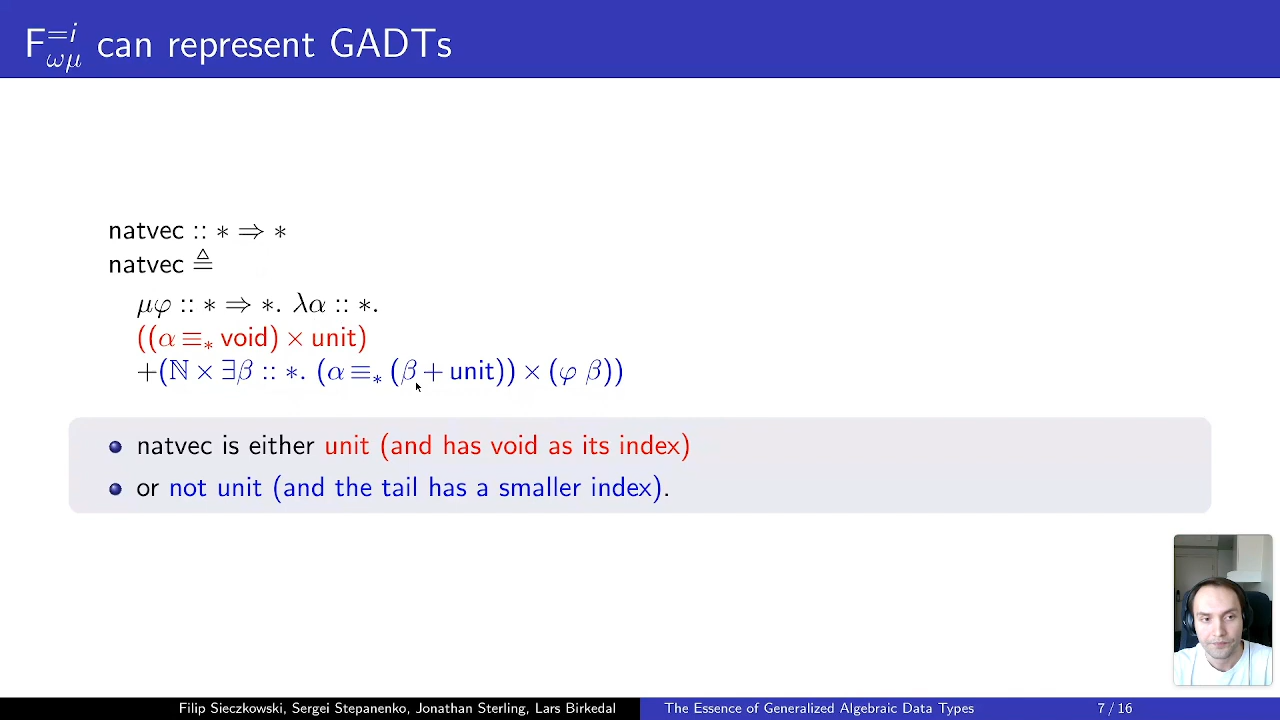 F^{=i}_{ωμ} can represent GADTs
natvec :: ∗ ⇒ ∗
natvec ≜
μφ :: ∗ ⇒ ∗. λα :: ∗.
((α ≡∗ void) × unit)
+(ℕ × ∃β :: ∗. (α ≡∗ (β + unit)) × (φ β))
natvec is either unit (and has void as its index)
or not unit (and the tail has a smaller index).
Filip Sieczkowski, Sergei Stepanenko, Jonathan Sterling, Lars Birkedal The Essence of Generalized Algebraic Data Types 7 / 16